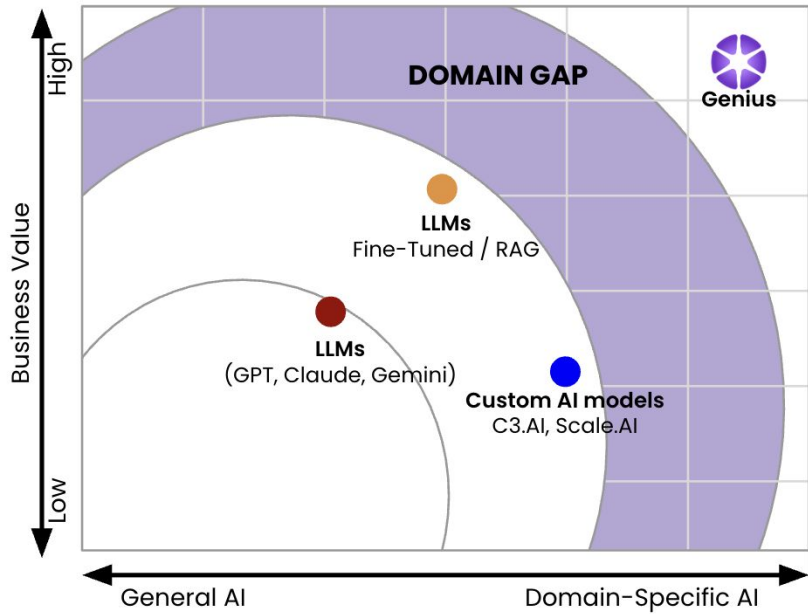 High
DOMAIN GAP
Genius
LLMs
Fine-Tuned / RAG
Business Value
LLMs
(GPT, Claude, Gemini)
Custom AI models
C3.AI, Scale.AI
Low
General AI
Domain-Specific AI